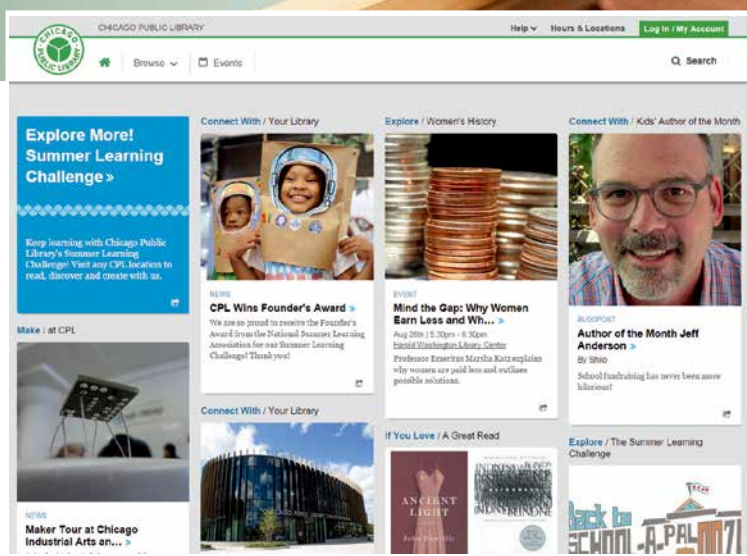 CHICAGO PUBLIC LIBRARY
CHICAGO PUBLIC LIBRARY
Help
Hours & Locations
Log In / My Account
Browse
Events
Search
Explore More!
Summer Learning
Challenge »
Keep learning with Chicago Public
Library's Summer Learning
Challenge! Visit any CPL location to
read, discover and create with us.
Make / at CPL
NEWS
Maker Tour at Chicago
Industrial Arts an... »
Connect With / Your Library
NEWS
CPL Wins Founder's Award »
We are so proud to receive the Founder's
Award from the National Summer Learning
Association for our Summer Learning
Challenge! Thank you!
Connect With / Your Library
CHICAGO PUBLIC LIBRARY
Explore / Women's History
EVENT
Mind the Gap: Why Women
Earn Less and Wh... »
Aug 26th | 5:30pm - 6:30pm
Harold Washington Library Center
Professor Emeritus Marsha Katz explains
why women are paid less and outlines
possible solutions.
If You Love / A Great Read
ANCIENT
LIGHT
Connect With / Kids' Author of the Month
BLOGPOST
Author of the Month Jeff
Anderson »
School fundraising has never been more
hilarious!
Explore / The Summer Learning
Challenge
Back to
SCHOOL-A-PAL